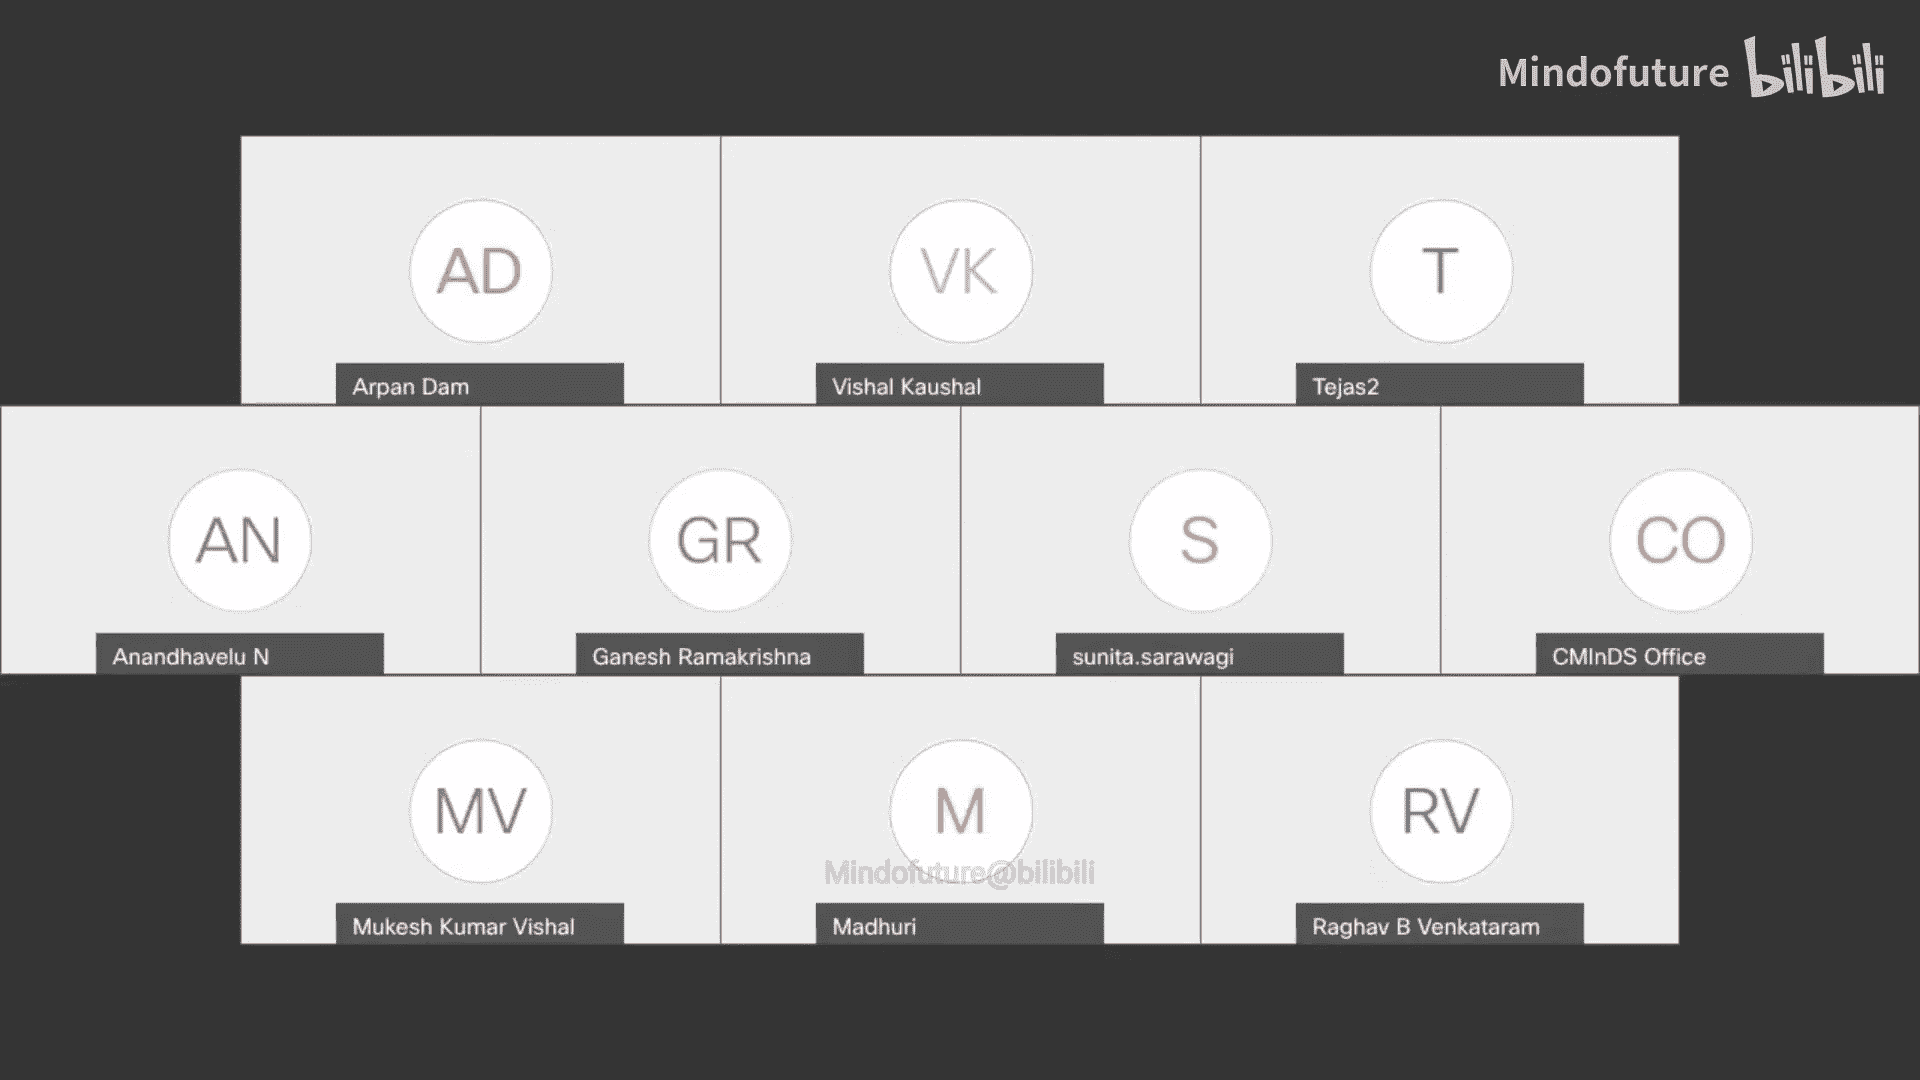 Mindofuture bilibili
AD
VK
T
Arpan Dam
Vishal Kaushal
Tejas2
AN
GR
S
CO
Anandhavelu N
Ganesh Ramakrishna
sunita.sarawagi
CMInDS Office
MV
M
RV
Mindofuture@bilibili
Mukesh Kumar Vishal
Madhuri
Raghav B Venkataram